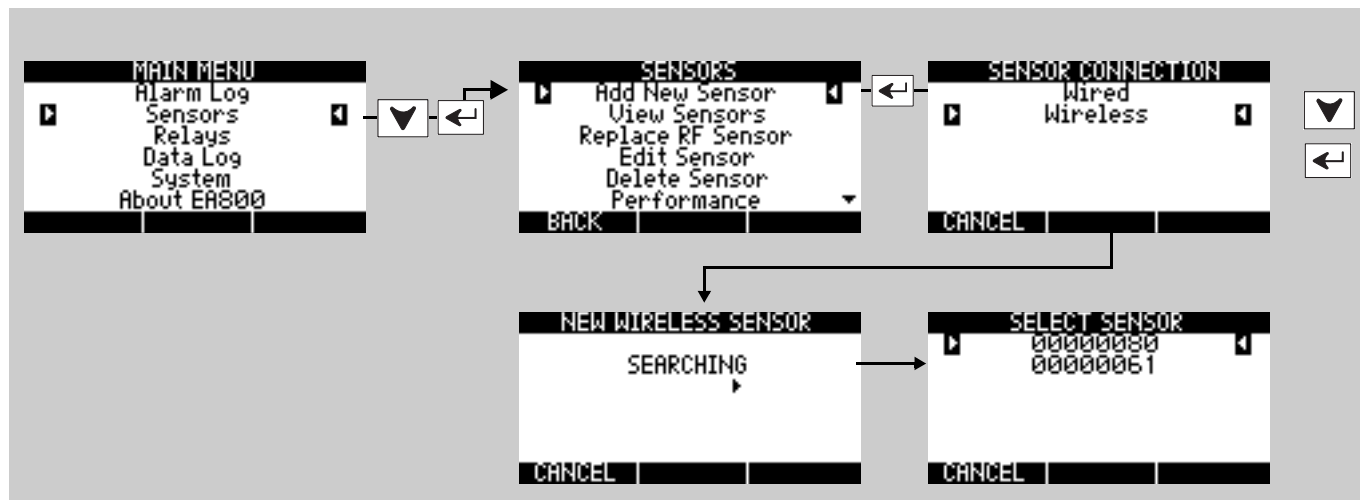 MAIN MENU
Alarm Log
Sensors
Relays
Data Log
System
About EA800
SENSORS
Add New Sensor
View Sensors
Replace RF Sensor
Edit Sensor
Delete Sensor
Performance
BACK
SENSOR CONNECTION
Wired
Wireless
CANCEL
NEW WIRELESS SENSOR
SEARCHING
CANCEL
SELECT SENSOR
00000080
00000061
CANCEL